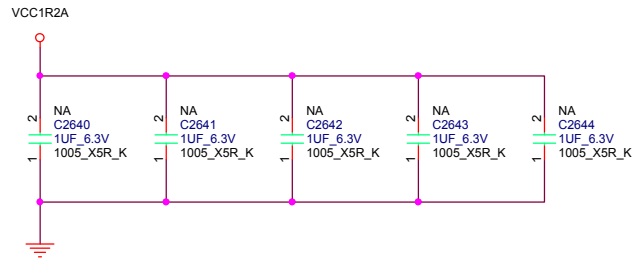 VCC1R2A
2
NA
C2640
1UF_6.3V
1
1005_X5R_K
2
NA
C2641
1UF_6.3V
1
1005_X5R_K
2
NA
C2642
1UF_6.3V
1
1005_X5R_K
2
NA
C2643
1UF_6.3V
1
1005_X5R_K
2
NA
C2644
1UF_6.3V
1
1005_X5R_K